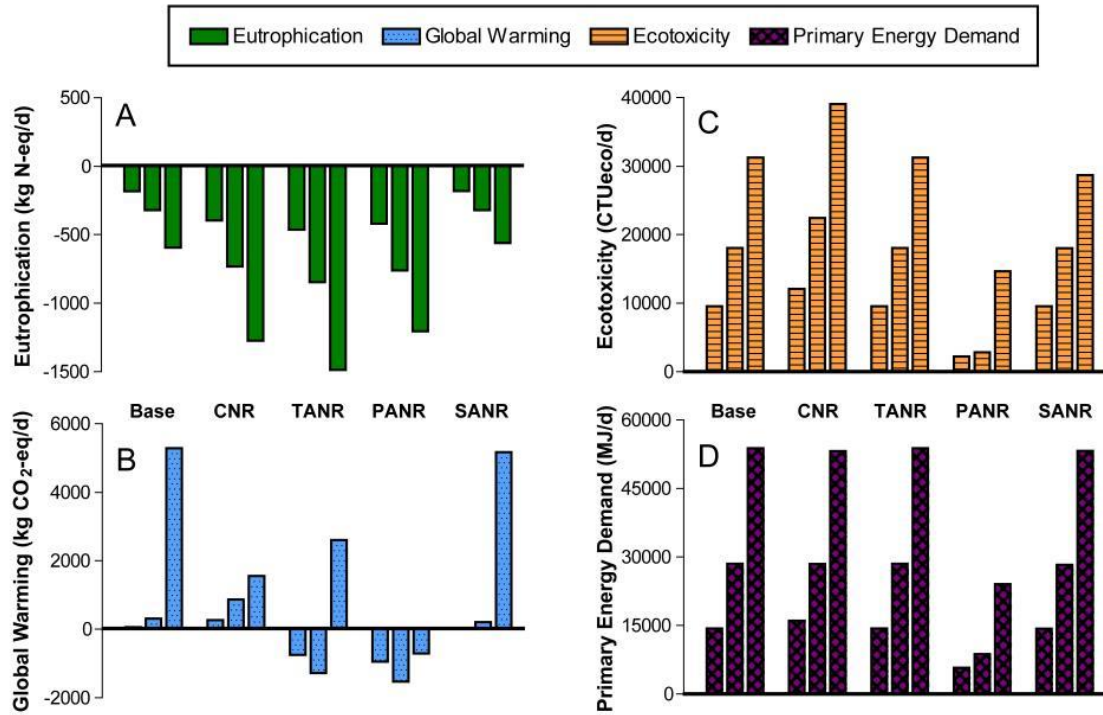 Eutrophication Global Warming Ecotoxicity Primary Energy Demand
A
Eutrophication (kg N-eq/d)
500
0
-500
-1000
-1500
C
Ecotoxicity (CTUeco/d)
40000
30000
20000
10000
0
Base CNR TANR PANR SANR
Base CNR TANR PANR SANR
B
Global Warming (kg CO₂-eq/d)
6000
4000
2000
0
-2000
D
Primary Energy Demand (MJ/d)
60000
45000
30000
15000
0